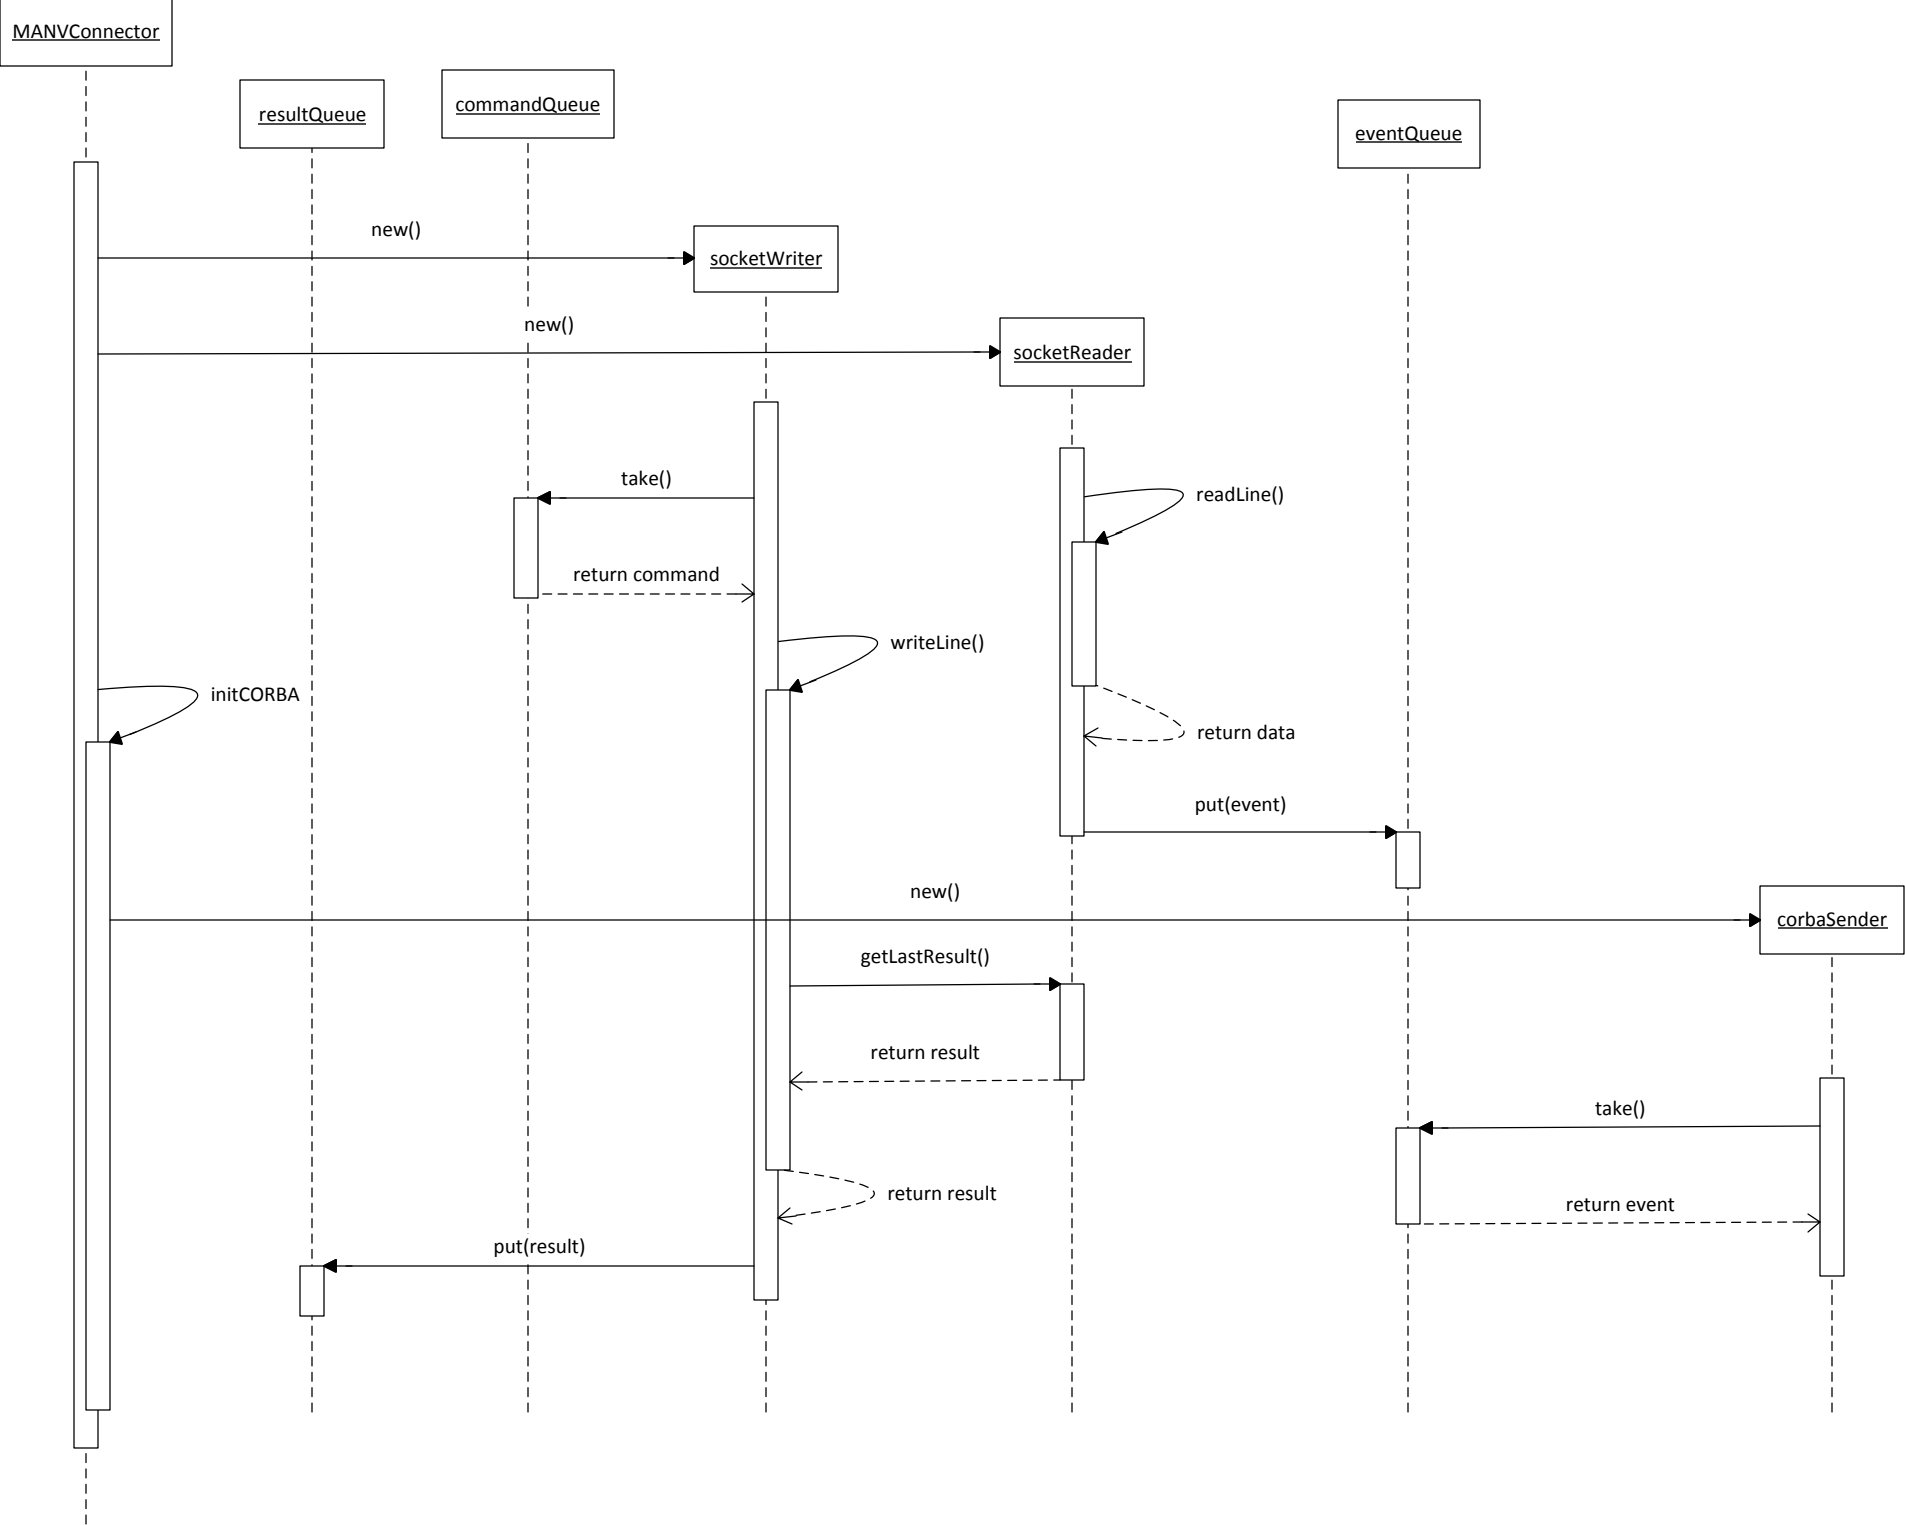 MANVConnector
resultQueue
commandQueue
eventQueue
new()
socketWriter
new()
socketReader
take()
readLine()
return command
writeLine()
initCORBA
return data
put(event)
new()
corbaSender
getLastResult()
return result
take()
return result
return event
put(result)